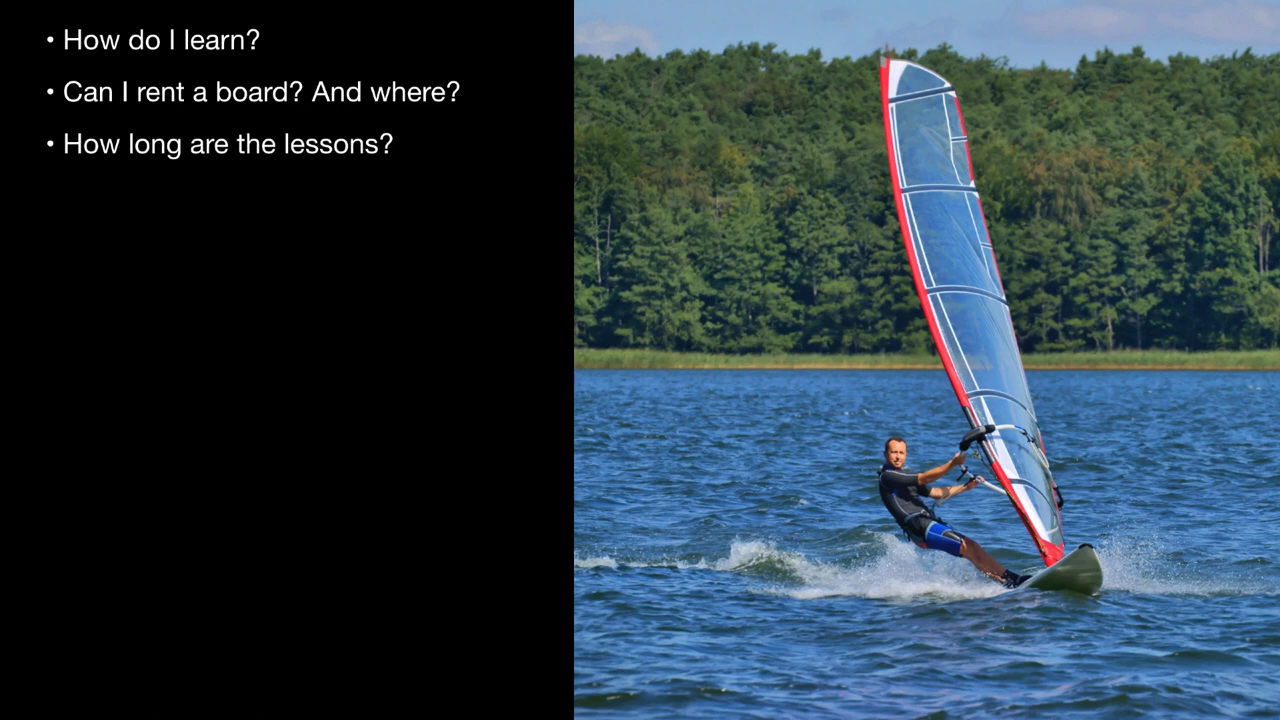 • How do I learn?
• Can I rent a board? And where?
• How long are the lessons?